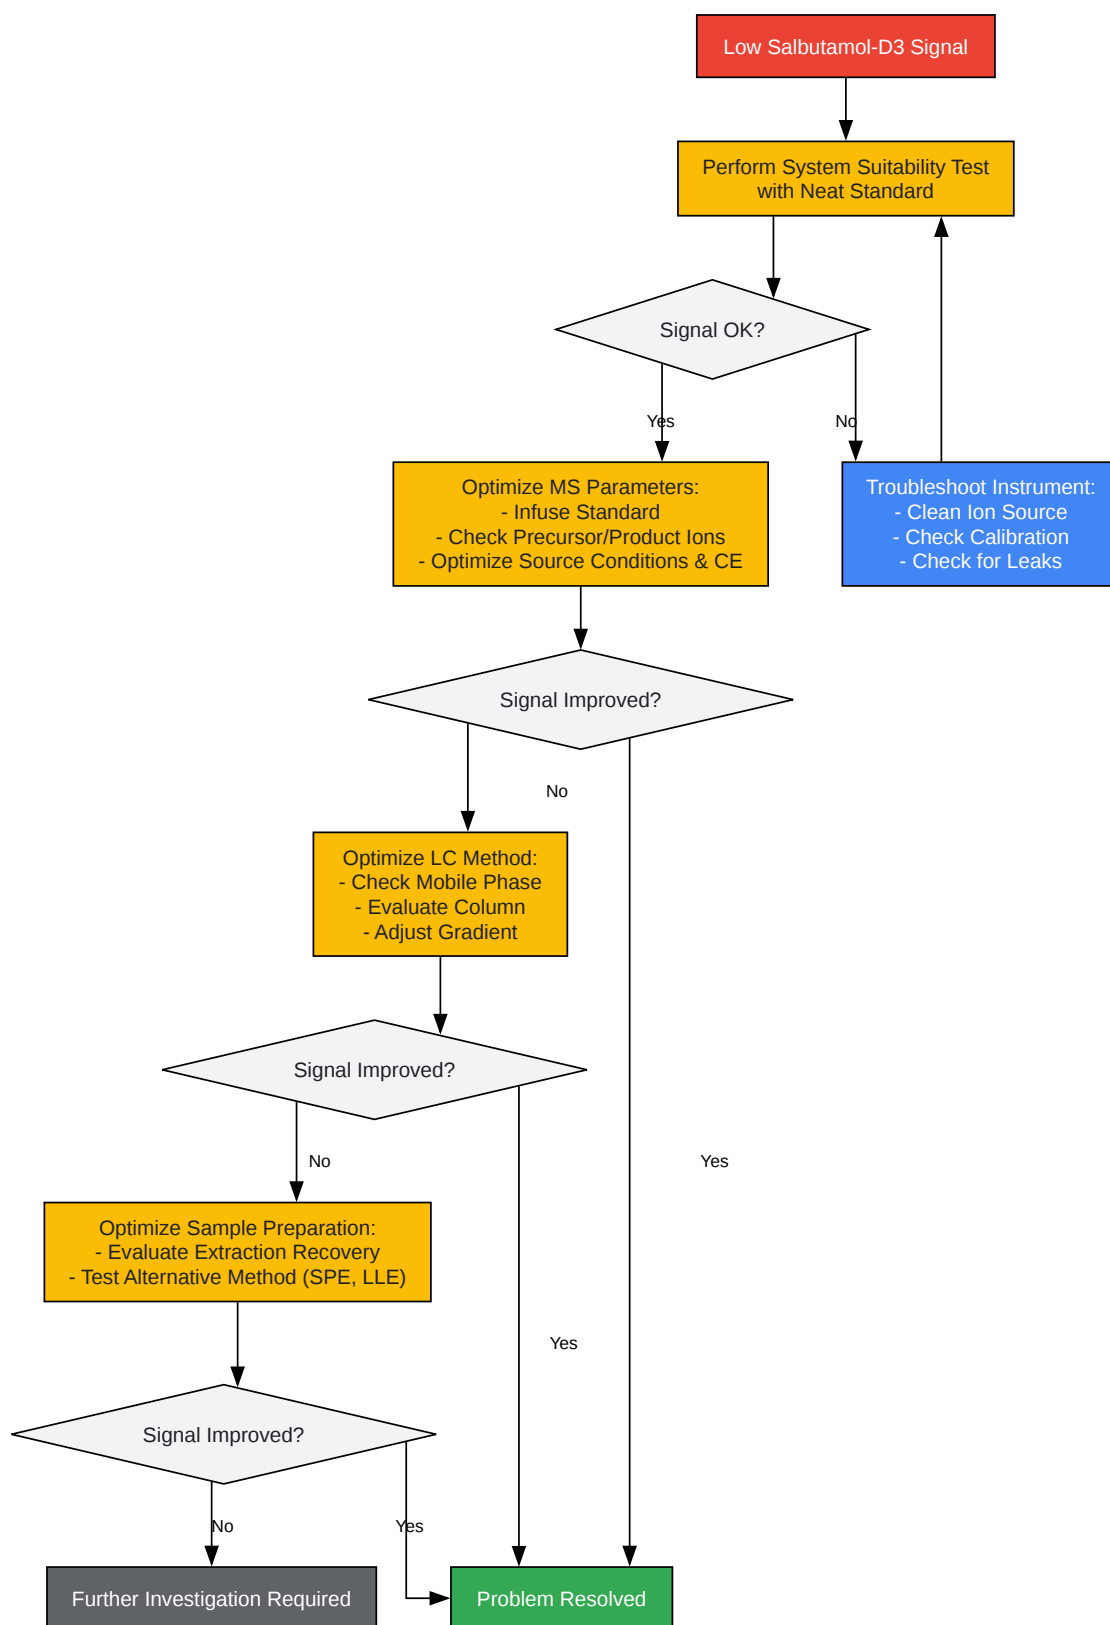 Low Salbutamol-D3 Signal
Perform System Suitability Test
with Neat Standard
Signal OK?
Yes
No
Optimize MS Parameters:
- Infuse Standard
- Check Precursor/Product Ions
- Optimize Source Conditions & CE
Troubleshoot Instrument:
- Clean Ion Source
- Check Calibration
- Check for Leaks
Signal Improved?
No
Optimize LC Method:
- Check Mobile Phase
- Evaluate Column
- Adjust Gradient
Signal Improved?
No
Yes
Optimize Sample Preparation:
- Evaluate Extraction Recovery
- Test Alternative Method (SPE, LLE)
Yes
Signal Improved?
No
Yes
Further Investigation Required
Problem Resolved